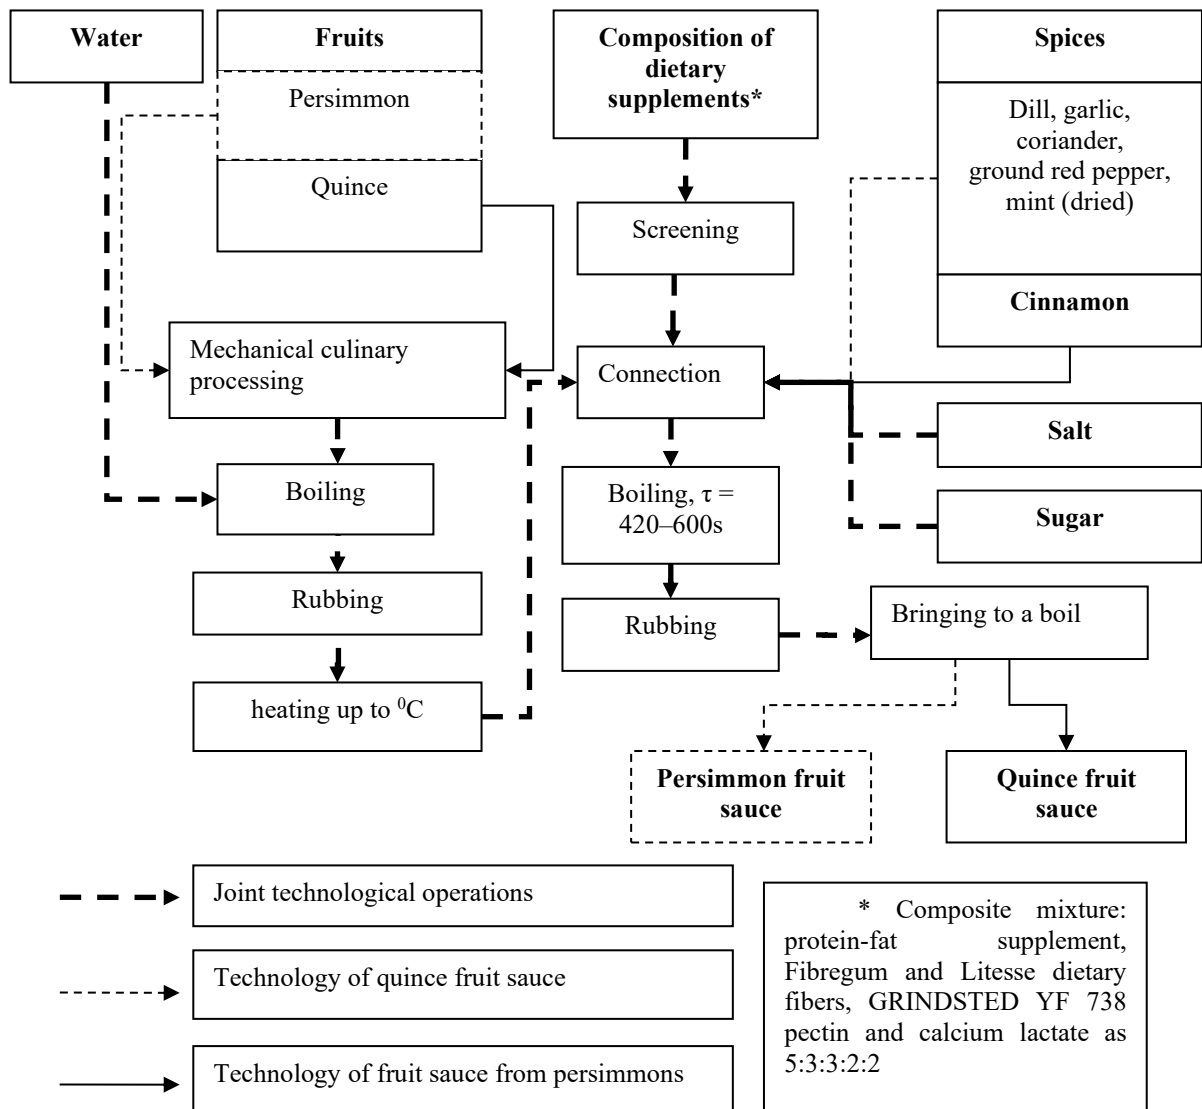 Water
Fruits
Persimmon
Quince
Composition of
dietary
supplements*
Spices
Dill, garlic,
coriander,
ground red pepper,
mint (dried)
Cinnamon
Screening
Mechanical culinary
processing
Connection
Salt
Boiling
Boiling, τ =
420–600s
Sugar
Rubbing
Rubbing
Bringing to a boil
heating up to ⁰C
Persimmon fruit
sauce
Quince fruit
sauce
Joint technological operations
Technology of quince fruit sauce
Technology of fruit sauce from persimmons
* Composite mixture:
protein-fat supplement,
Fibregum and Litesse dietary
fibers, GRINDSTED YF 738
pectin and calcium lactate as
5:3:3:2:2